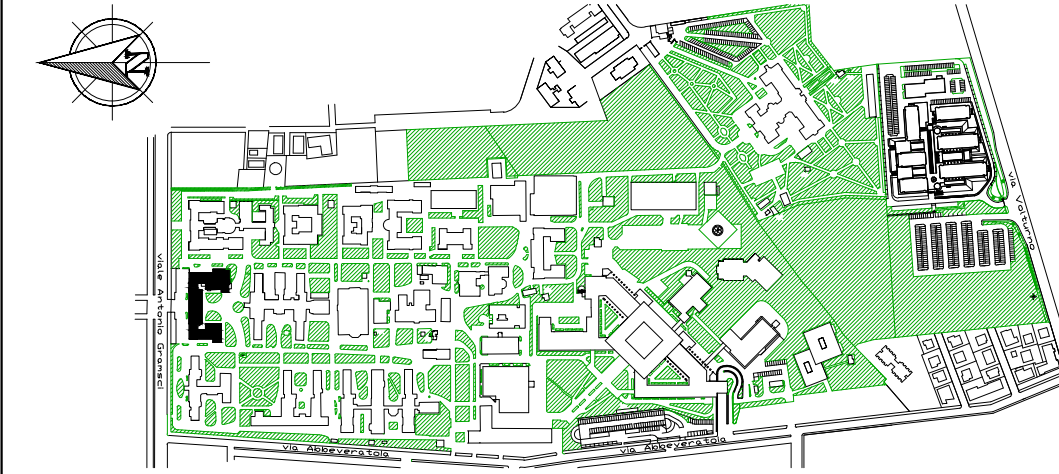 N
via Volturno
viale Antonio Gramsci
via Abbeveratoia
via Abbeveratoia